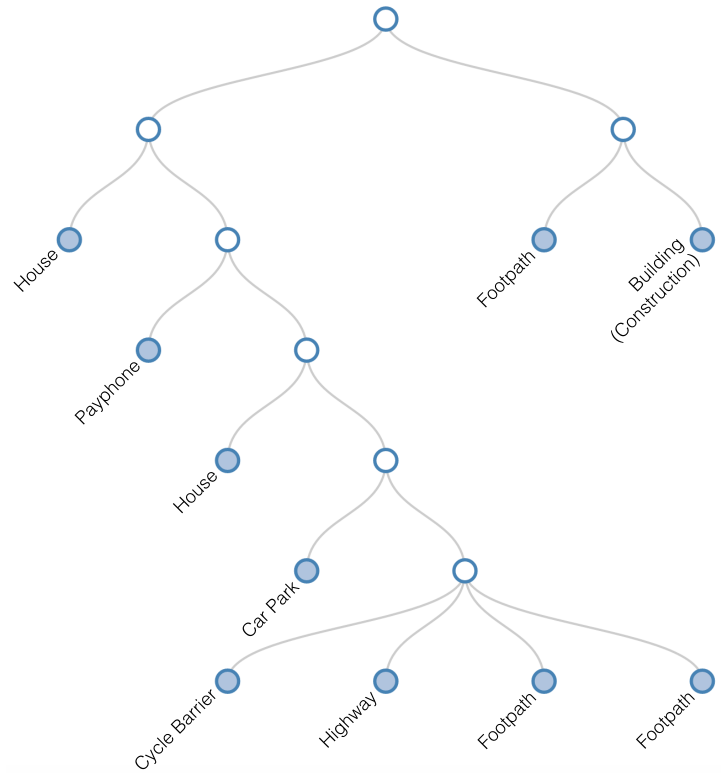 House
Footpath
Building
(Construction)
Payphone
House
Car Park
Cycle Barrier
Highway
Footpath
Footpath